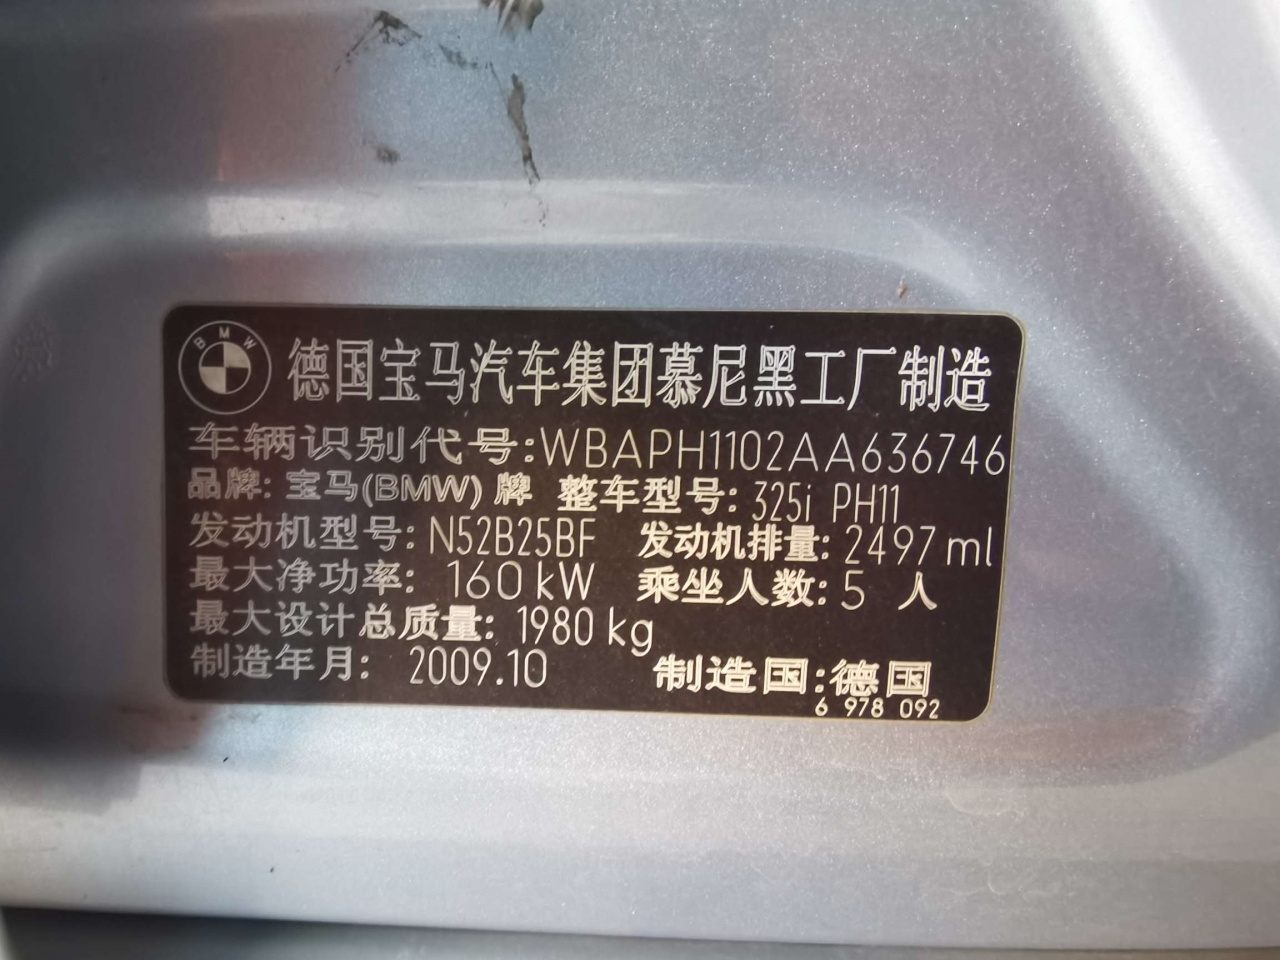 BMW
德国宝马汽车集团慕尼黑工厂制造
车辆识别代号:WBAPH1102AA636746
品牌: 宝马(BMW) 牌 整车型号: 325i PH11
发动机型号: N52B25BF 发动机排量: 2497 ml
最大净功率: 160 kW 乘坐人数: 5 人
最大设计总质量: 1980 kg
制造年月: 2009.10 制造国:德国
6 978 092